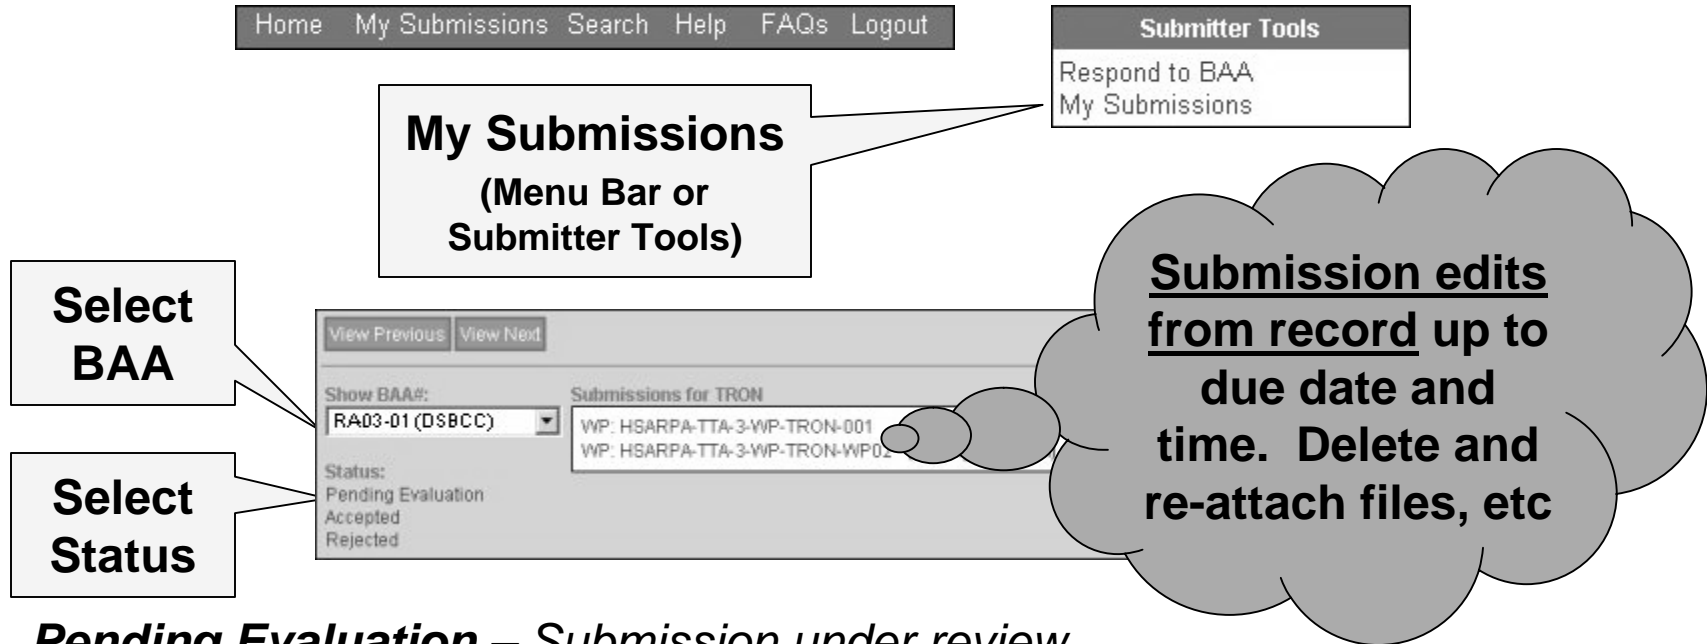 Home My Submissions Search Help FAQs Logout
Submitter Tools
Respond to BAA
My Submissions
My Submissions
(Menu Bar or
Submitter Tools)
Select
BAA
Select
Status
View Previous View Next
Show BAA#:
RA03-01 (DSBCC)
Status:
Pending Evaluation
Accepted
Rejected
Submissions for TRON
WP: HSARPA-TTA-3-WP-TRON-001
WP: HSARPA-TTA-3-WP-TRON-WP02
Submission edits
from record up to
due date and
time. Delete and
re-attach files, etc
Pending Evaluation – Submission under review